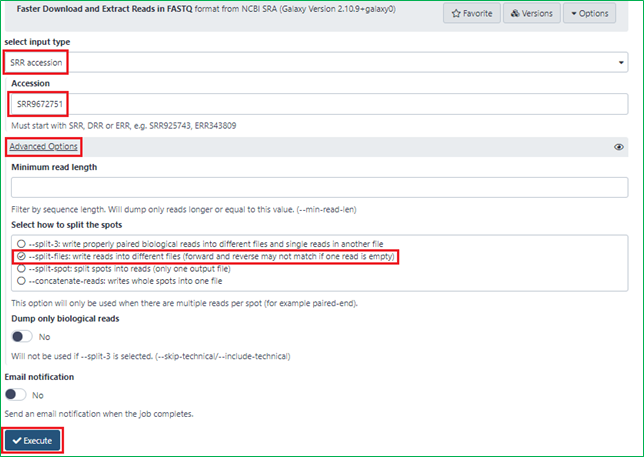 Faster Download and Extract Reads in FASTQ format from NCBI SRA (Galaxy Version 2.10.9+galaxy0)
Favorite
Versions
Options
select input type
SRR accession
Accession
SRR9672751
Must start with SRR, DRR or ERR, e.g. SRR925743, ERR343809
Advanced Options
Minimum read length
Filter by sequence length. Will dump only reads longer or equal to this value. (--min-read-len)
Select how to split the spots
--split-3: write properly paired biological reads into different files and single reads in another file
--split-files: write reads into different files (forward and reverse may not match if one read is empty)
--split-spot: split spots into reads (only one output file)
--concatenate-reads: writes whole spots into one file
This option will only be used when there are multiple reads per spot (for example paired-end).
Dump only biological reads
No
Will not be used if --split-3 is selected. (--skip-technical/--include-technical)
Email notification
No
Send an email notification when the job completes.
Execute